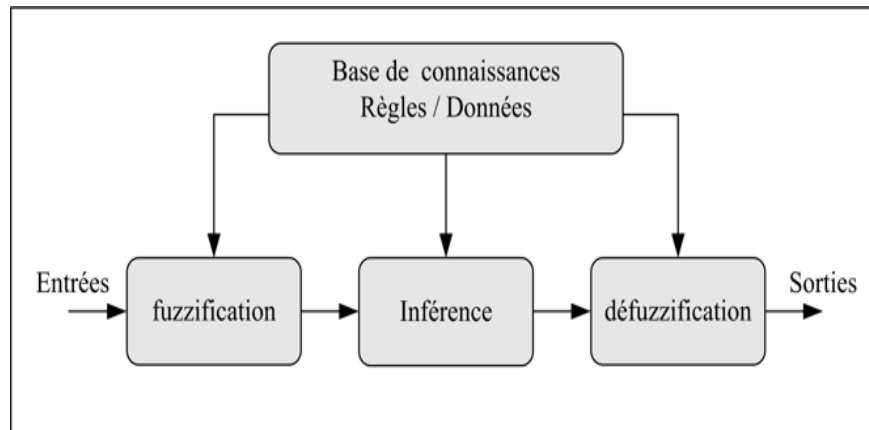 Base de connaissances
Règles / Données
Entrées
fuzzification
Inférence
défuzzification
Sorties